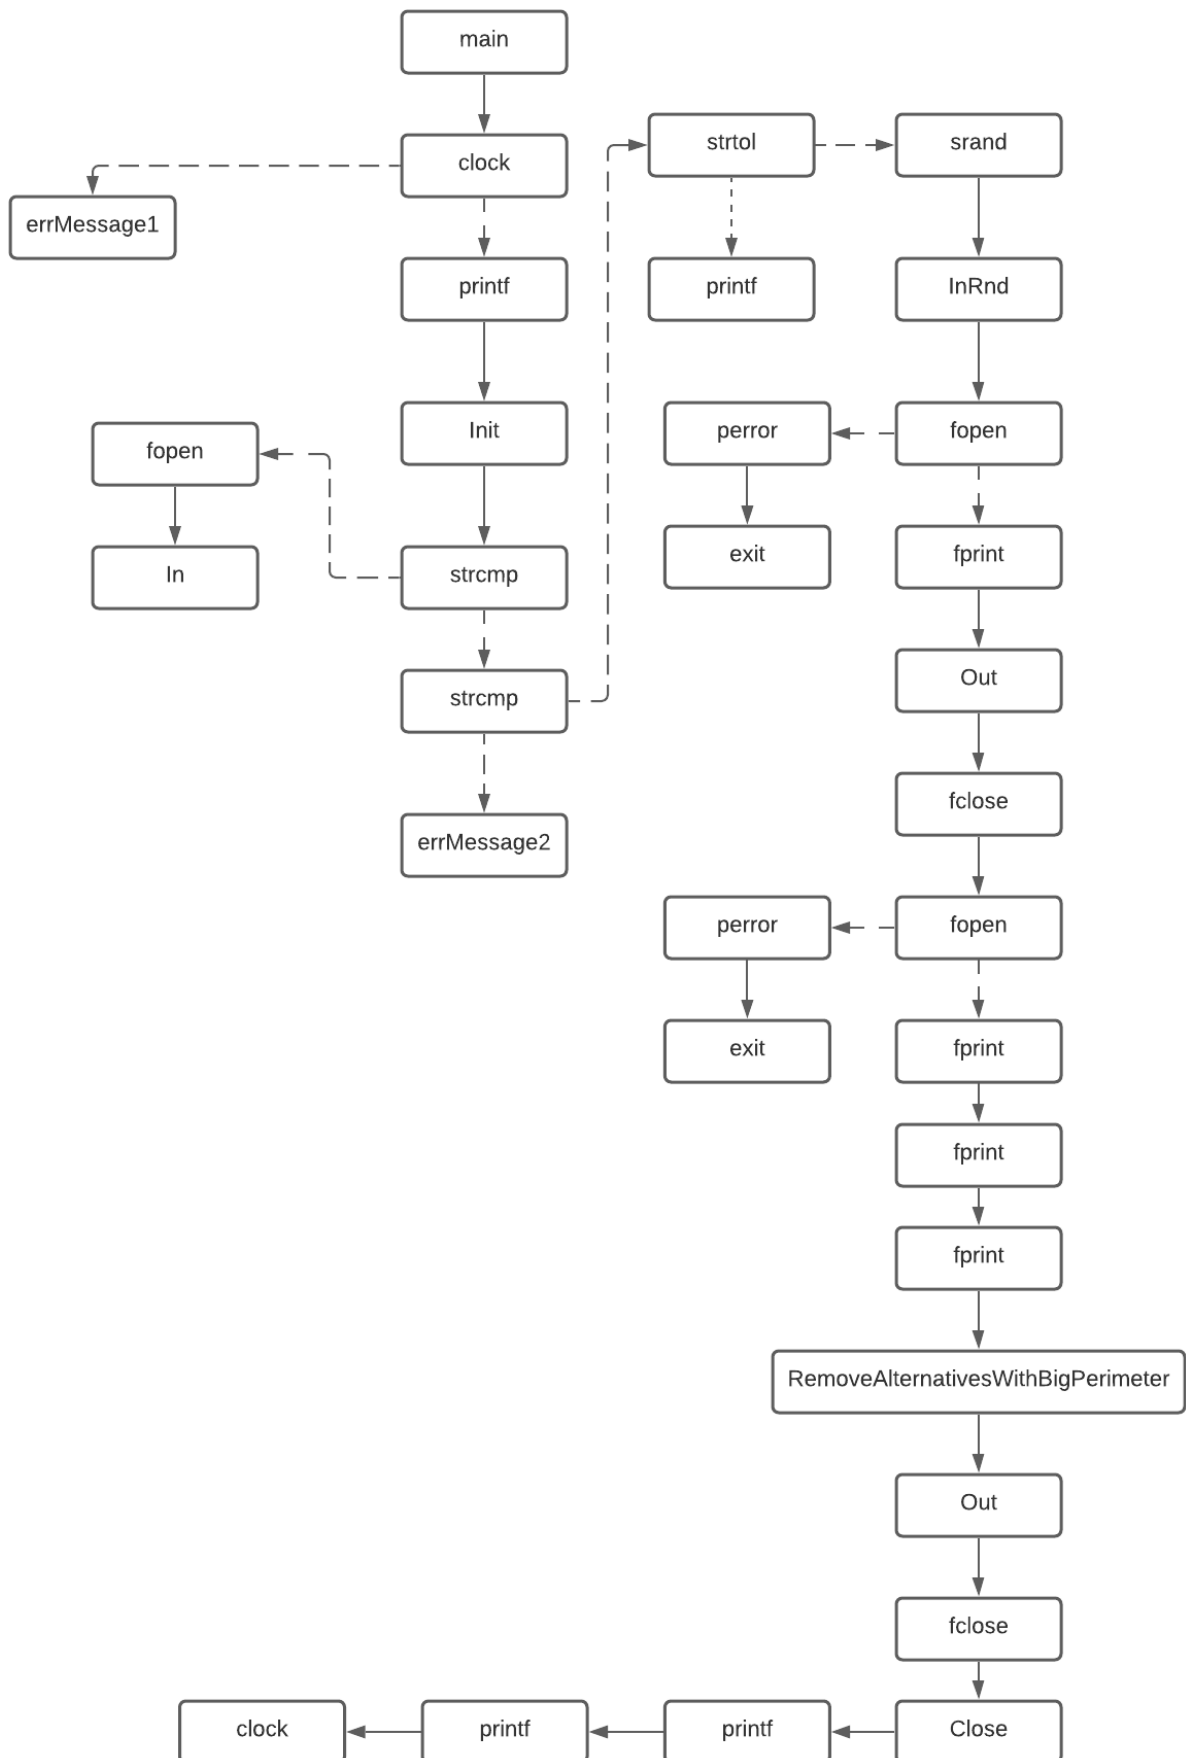 main
strtol
srand
clock
errMessage1
printf
printf
InRnd
Init
perror
fopen
fopen
In
strcmp
exit
fprint
strcmp
Out
fclose
errMessage2
perror
fopen
exit
fprint
fprint
fprint
RemoveAlternativesWithBigPerimeter
Out
fclose
clock
printf
printf
Close